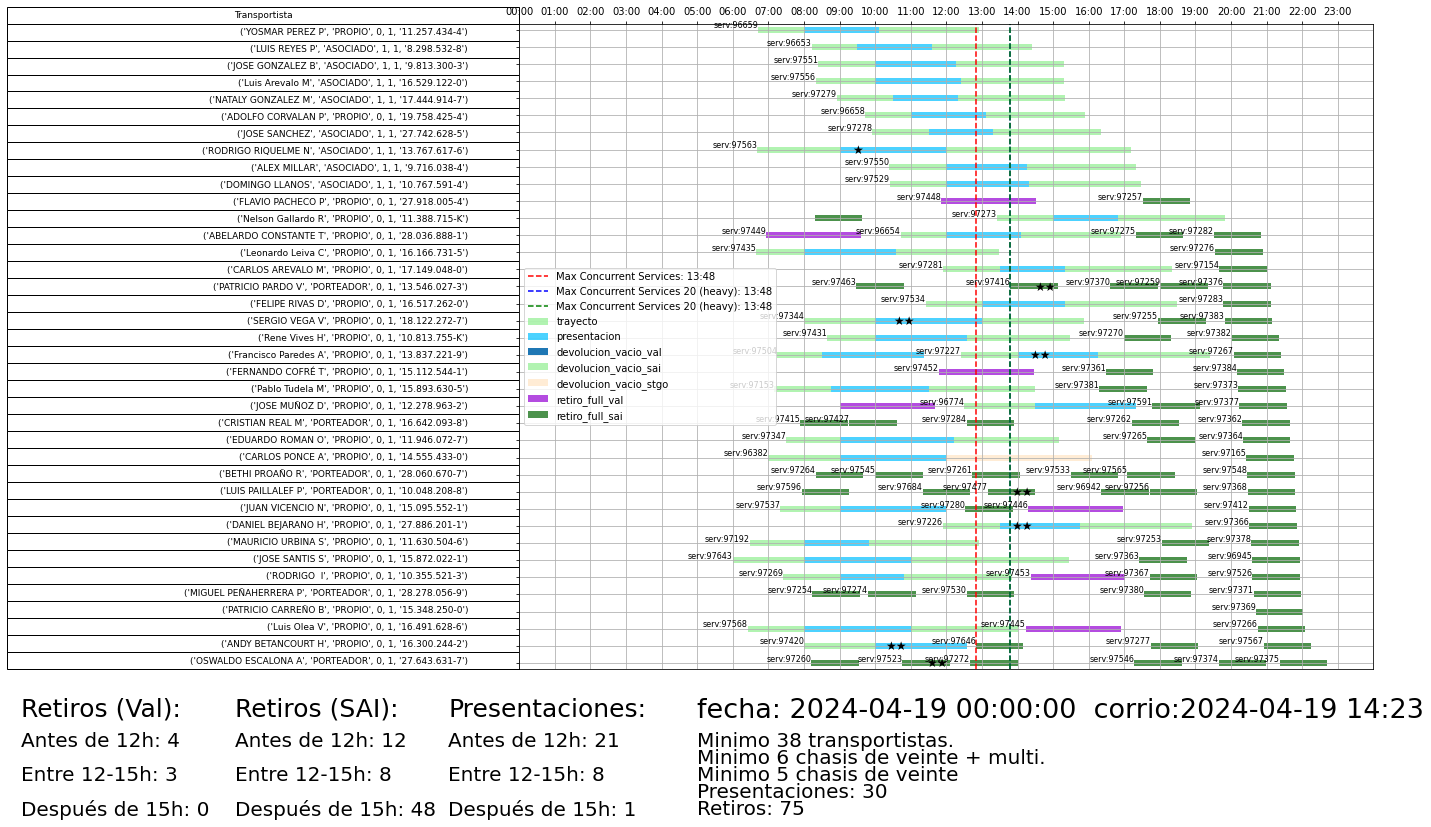 Transportista
00:00 01:00 02:00 03:00 04:00 05:00 06:00 07:00 08:00 09:00 10:00 11:00 12:00 13:00 14:00 15:00 16:00 17:00 18:00 19:00 20:00 21:00 22:00 23:00
('YOSMAR PEREZ P', 'PROPIO', 0, 1, '11.257.434-4') serv:96659
('LUIS REYES P', 'ASOCIADO', 1, 1, '8.298.532-8') serv:96653
('JOSE GONZALEZ B', 'ASOCIADO', 1, 1, '9.813.300-3') serv:97551
('Luis Arevalo M', 'ASOCIADO', 1, 1, '16.529.122-0') serv:97556
('NATALY GONZALEZ M', 'ASOCIADO', 1, 1, '17.444.914-7') serv:97279
('ADOLFO CORVALAN P', 'PROPIO', 0, 1, '19.758.425-4') serv:96658
('JOSE SANCHEZ', 'ASOCIADO', 1, 1, '27.742.628-5') serv:97278
('RODRIGO RIQUELME N', 'ASOCIADO', 1, 1, '13.767.617-6') serv:97563
('ALEX MILLAR', 'ASOCIADO', 1, 1, '9.716.038-4') serv:97550
('DOMINGO LLANOS', 'ASOCIADO', 1, 1, '10.767.591-4') serv:97529
('FLAVIO PACHECO P', 'PROPIO', 0, 1, '27.918.005-4') serv:97448 serv:97257
('Nelson Gallardo R', 'PROPIO', 0, 1, '11.388.715-K') serv:97273
('ABELARDO CONSTANTE T', 'PROPIO', 0, 1, '28.036.888-1') serv:97449 serv:96654 serv:97275 serv:97282
('Leonardo Leiva C', 'PROPIO', 0, 1, '16.166.731-5') serv:97435 serv:97276
('CARLOS AREVALO M', 'PROPIO', 0, 1, '17.149.048-0') serv:97281 serv:97154
('PATRICIO PARDO V', 'PORTEADOR', 0, 1, '13.546.027-3') serv:97463 serv:97416 serv:97370 serv:97259 serv:97376
('FELIPE RIVAS D', 'PROPIO', 0, 1, '16.517.262-0') serv:97534 serv:97283
('SERGIO VEGA V', 'PROPIO', 0, 1, '18.122.272-7') serv:97344 serv:97255 serv:97383
('Rene Vives H', 'PROPIO', 0, 1, '10.813.755-K') serv:97431 serv:97270 serv:97382
('Francisco Paredes A', 'PROPIO', 0, 1, '13.837.221-9') serv:97504 serv:97227 serv:97267
('FERNANDO COFRÉ T', 'PROPIO', 0, 1, '15.112.544-1') serv:97452 serv:97361 serv:97384
('Pablo Tudela M', 'PROPIO', 0, 1, '15.893.630-5') serv:97153 serv:97381 serv:97373
('JOSE MUÑOZ D', 'PROPIO', 0, 1, '12.278.963-2') serv:96774 serv:97591 serv:97377
('CRISTIAN REAL M', 'PROPIO', 0, 1, '16.642.093-8') serv:97415 serv:97427 serv:97284 serv:97262 serv:97362
('EDUARDO ROMAN O', 'PROPIO', 0, 1, '11.946.072-7') serv:97347 serv:97265 serv:97364
('CARLOS PONCE A', 'PROPIO', 0, 1, '14.555.433-0') serv:96382 serv:97165
('BETHI PROAÑO R', 'PORTEADOR', 0, 1, '28.060.670-7') serv:97264 serv:97545 serv:97261 serv:97533 serv:97565 serv:97548
('LUIS PAILLALEF P', 'PORTEADOR', 0, 1, '10.048.208-8') serv:97596 serv:97684 serv:97477 serv:96942 serv:97256 serv:97368
('JUAN VICENCIO N', 'PROPIO', 0, 1, '15.095.552-1') serv:97537 serv:97280 serv:97446 serv:97412
('DANIEL BEJARANO H', 'PROPIO', 0, 1, '27.886.201-1') serv:97226 serv:97366
('MAURICIO URBINA S', 'PROPIO', 0, 1, '11.630.504-6') serv:97192 serv:97253 serv:97378
('JOSE SANTIS S', 'PROPIO', 0, 1, '15.872.022-1') serv:97643 serv:97363 serv:96945
('RODRIGO  I', 'PROPIO', 0, 1, '10.355.521-3') serv:97269 serv:97453 serv:97367 serv:97526
('MIGUEL PEÑAHERRERA P', 'PORTEADOR', 0, 1, '28.278.056-9') serv:97254 serv:97274 serv:97530 serv:97380 serv:97371
('PATRICIO CARREÑO B', 'PROPIO', 0, 1, '15.348.250-0') serv:97369
('Luis Olea V', 'PROPIO', 0, 1, '16.491.628-6') serv:97568 serv:97445 serv:97266
('ANDY BETANCOURT H', 'PROPIO', 0, 1, '16.300.244-2') serv:97420 serv:97646 serv:97277 serv:97567
('OSWALDO ESCALONA A', 'PORTEADOR', 0, 1, '27.643.631-7') serv:97260 serv:97523 serv:97272 serv:97546 serv:97374 serv:97375
Max Concurrent Services: 13:48
Max Concurrent Services 20 (heavy): 13:48
Max Concurrent Services 20 (heavy): 13:48
trayecto
presentacion
devolucion_vacio_val
devolucion_vacio_sai
devolucion_vacio_stgo
retiro_full_val
retiro_full_sai
Retiros (Val):
Antes de 12h: 4
Entre 12-15h: 3
Después de 15h: 0
Retiros (SAI):
Antes de 12h: 12
Entre 12-15h: 8
Después de 15h: 48
Presentaciones:
Antes de 12h: 21
Entre 12-15h: 8
Después de 15h: 1
fecha: 2024-04-19 00:00:00  corrio:2024-04-19 14:23
Minimo 38 transportistas.
Minimo 6 chasis de veinte + multi.
Minimo 5 chasis de veinte
Presentaciones: 30
Retiros: 75